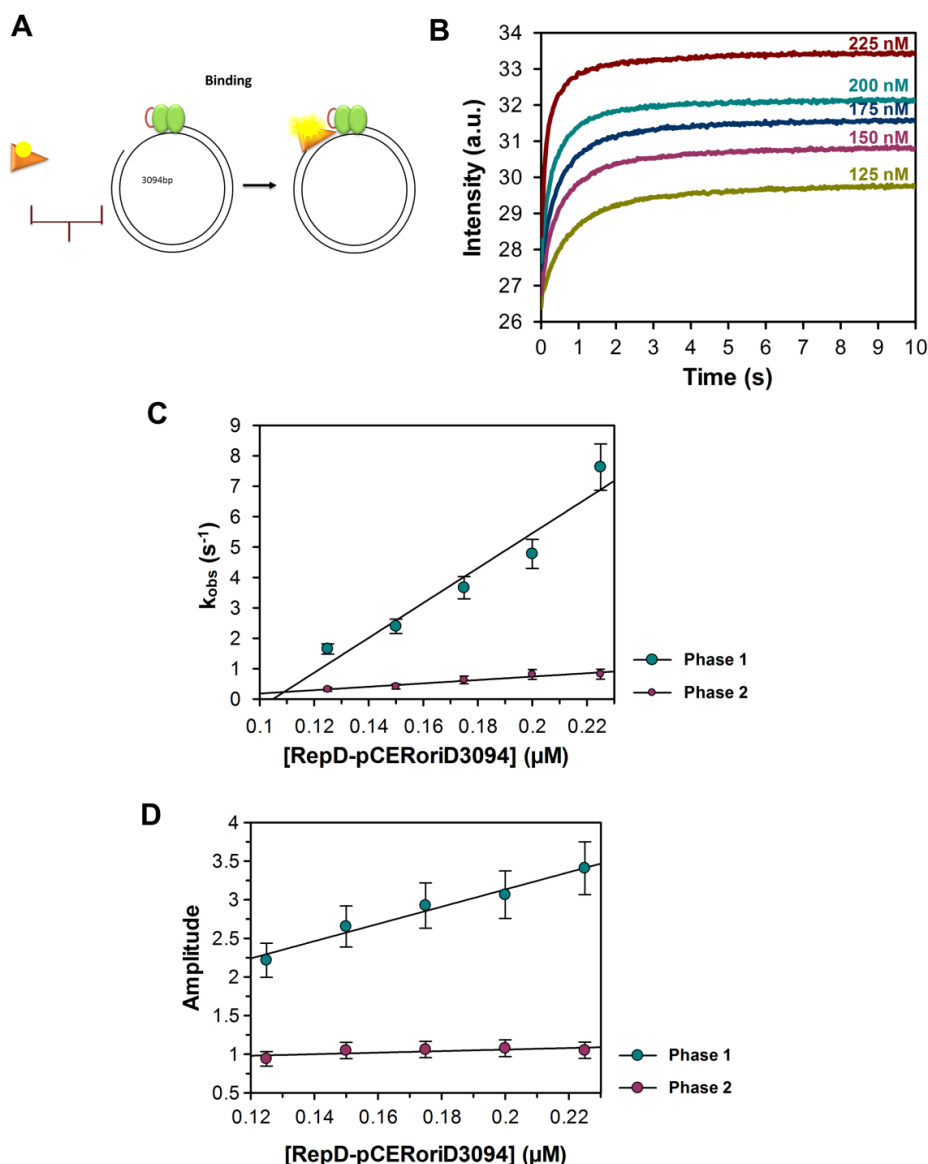 A
Binding
3094bp
B
Intensity (a.u.)
34
33
32
31
30
29
28
27
26
225 nM
200 nM
175 nM
150 nM
125 nM
0 1 2 3 4 5 6 7 8 9 10
Time (s)
C
kobs (s-1)
9
8
7
6
5
4
3
2
1
0
0.1 0.12 0.14 0.16 0.18 0.2 0.22
[RepD-pCERoriD3094] (µM)
Phase 1
Phase 2
D
Amplitude
4
3.5
3
2.5
2
1.5
1
0.5
0.12 0.14 0.16 0.18 0.2 0.22
[RepD-pCERoriD3094] (µM)
Phase 1
Phase 2